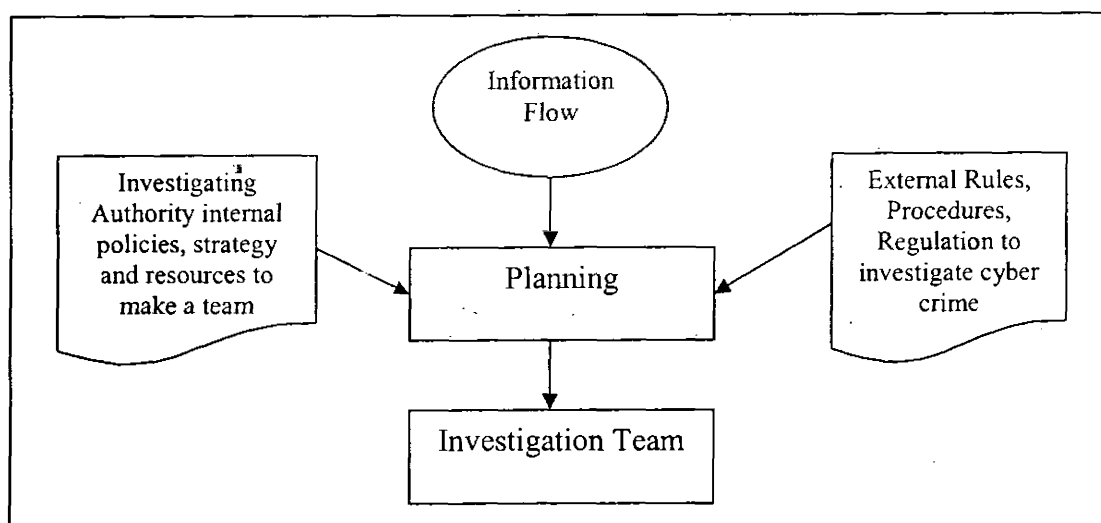 Information
Flow
Investigating
Authority internal
policies, strategy
and resources to
make a team
External Rules,
Procedures,
Regulation to
investigate cyber
crime
Planning
Investigation Team